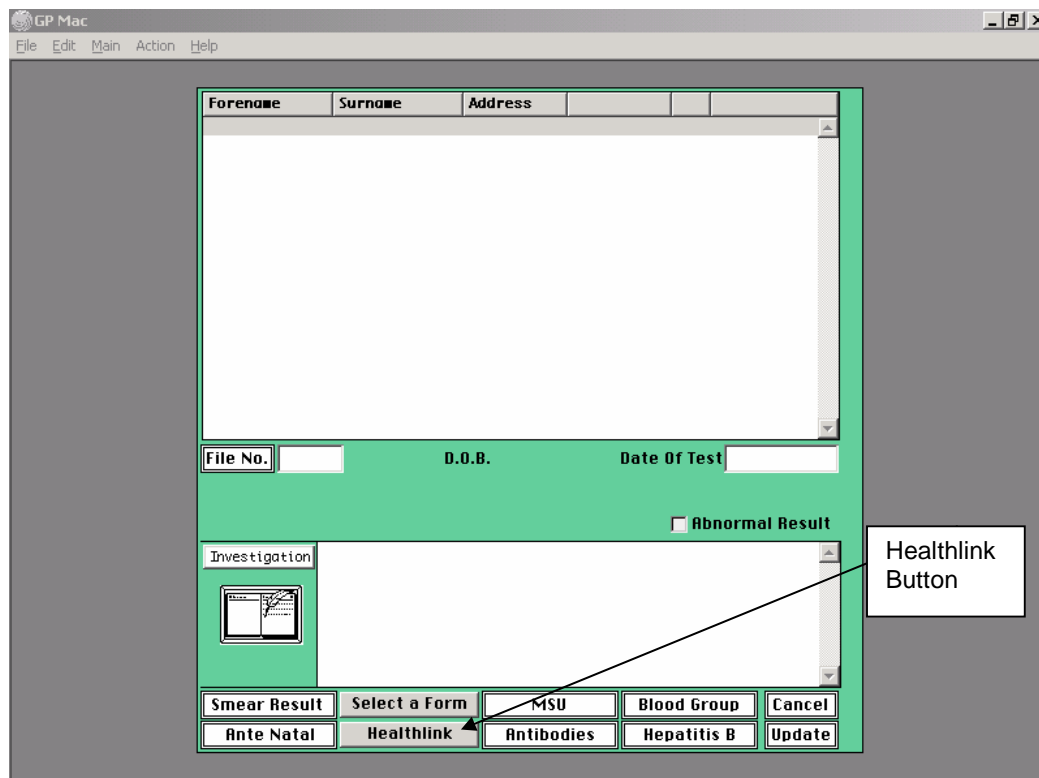 GP Mac
File Edit Main Action Help
Forename Surname Address
File No. D.O.B. Date Of Test
Abnormal Result
Investigation
Healthlink
Button
Smear Result Select a Form MSU Blood Group Cancel
Ante Natal Healthlink Antibodies Hepatitis B Update